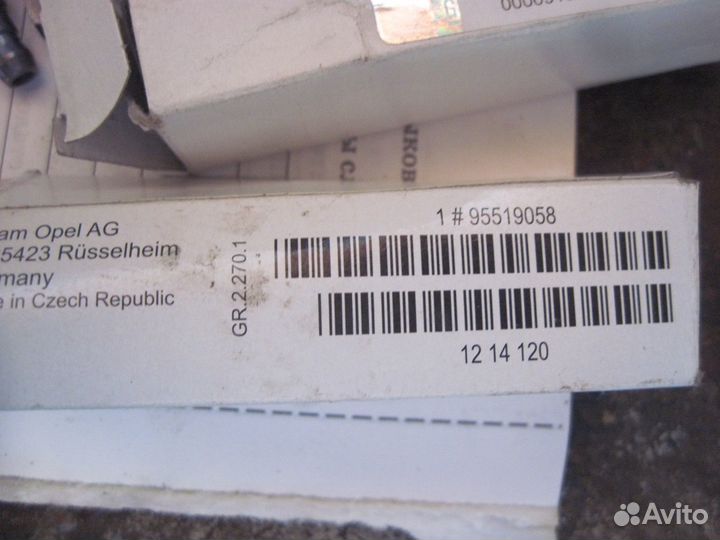 am Opel AG
5423 Rüsselheim
many
in Czech Republic
GR.2.270.1
1 # 95519058
12 14 120
Avito